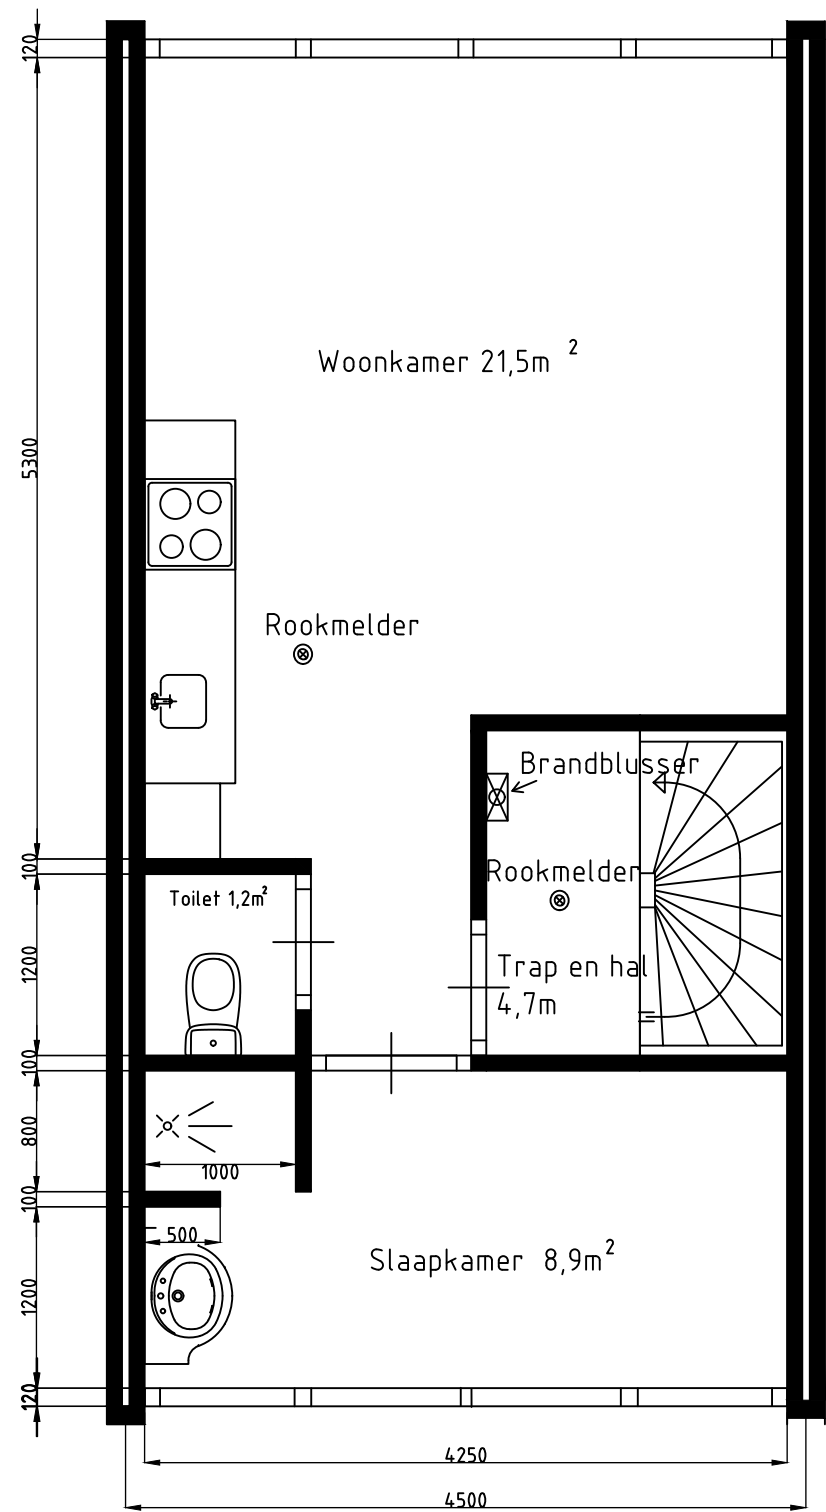 120
Woonkamer 21,5m ²
5300
Rookmelder
Brandblusser
100
Rookmelder
Toilet 1,2m²
1200
Trap en hal
4,7m
100
800
1000
100
500
Slaapkamer 8,9m²
1200
120
4250
4500